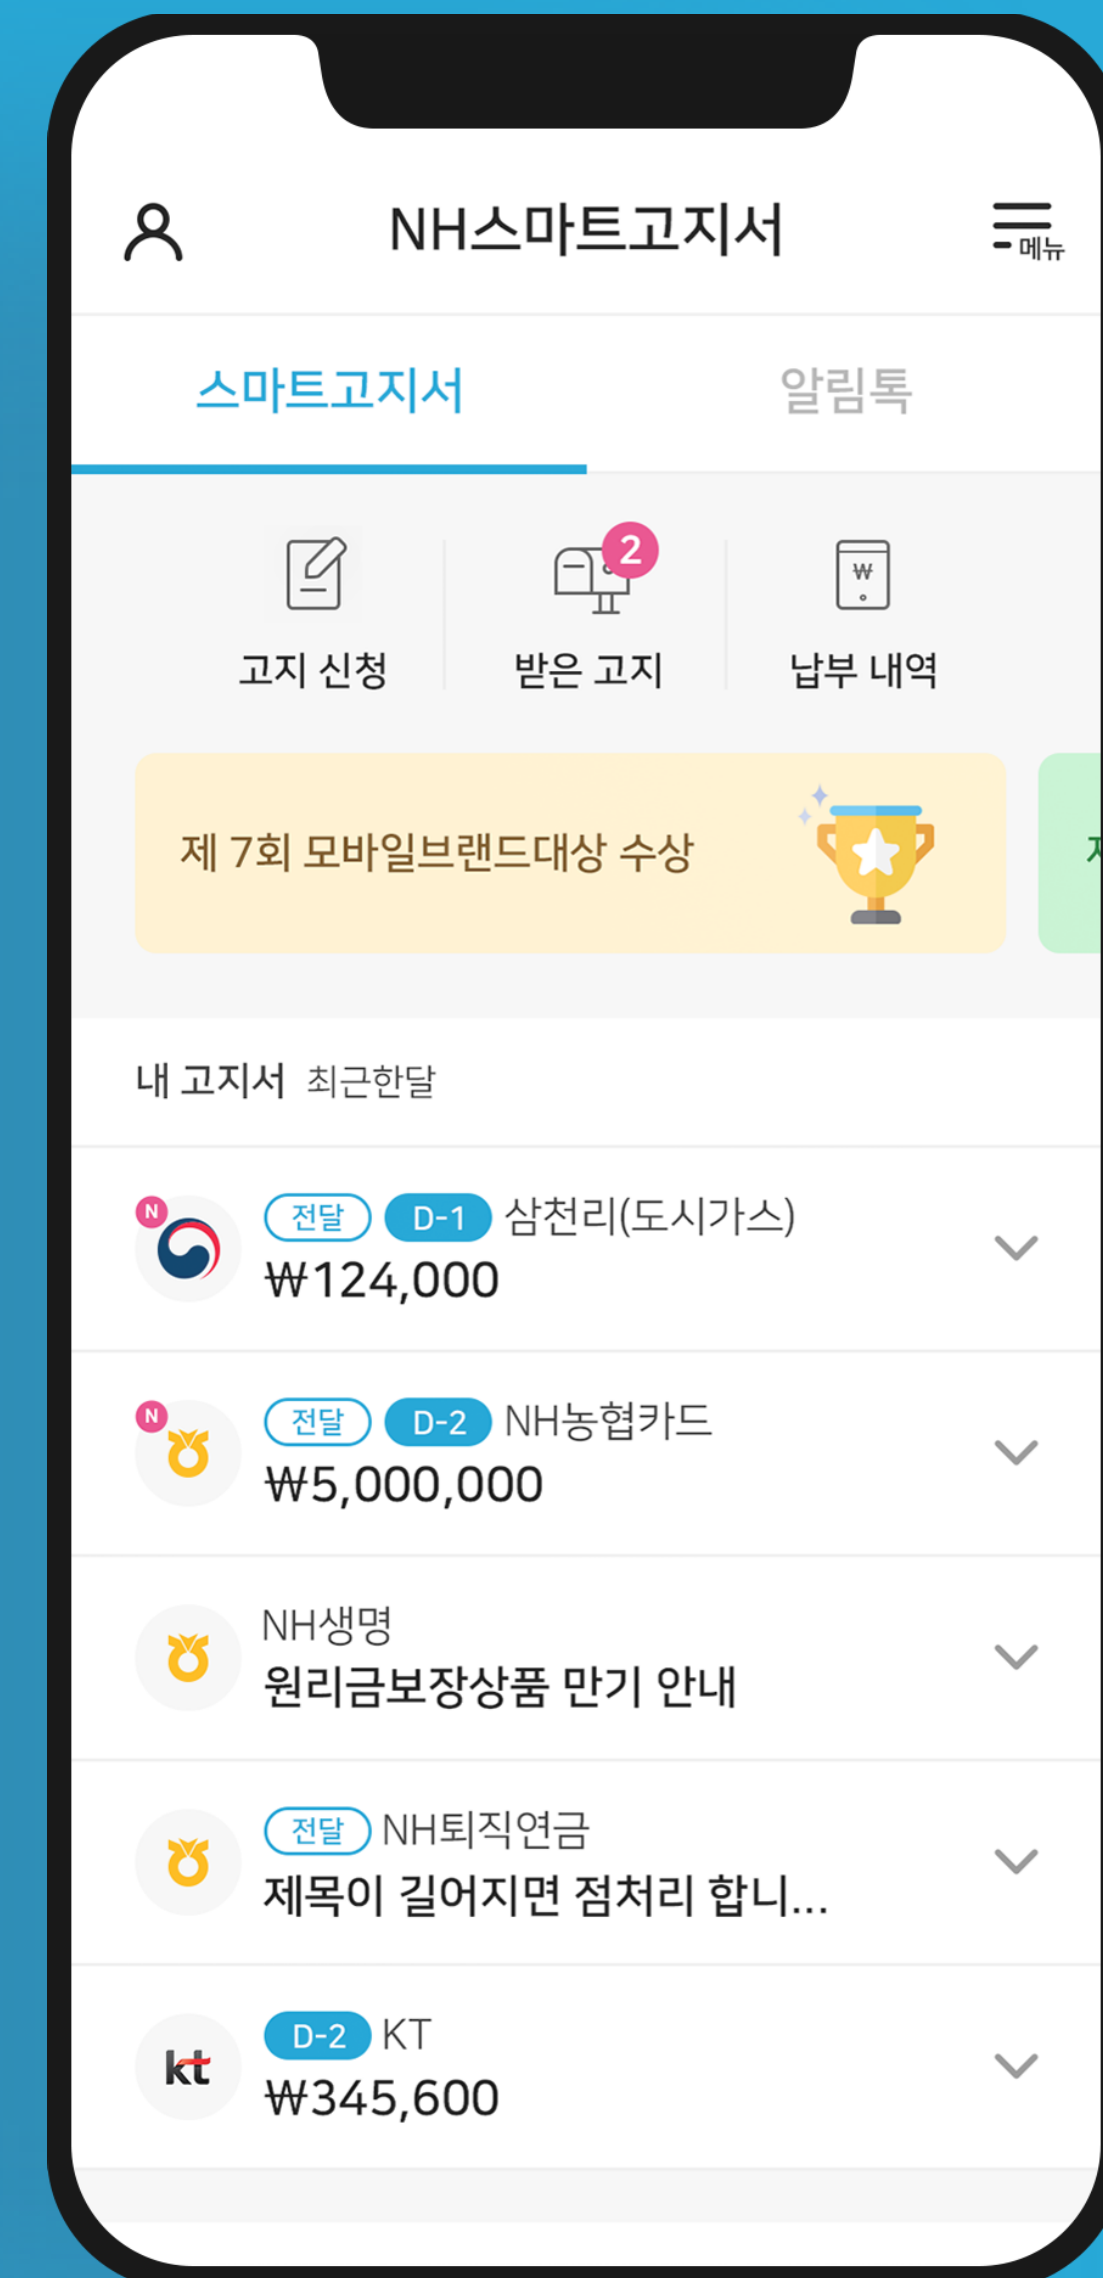 NH스마트고지서
메뉴
스마트고지서
알림톡
2
₩
고지 신청
받은 고지
납부 내역
제 7회 모바일브랜드대상 수상
내 고지서 최근한달
N
전달 D-1 삼천리(도시가스)
₩124,000
N
전달 D-2 NH농협카드
₩5,000,000
NH생명
원리금보장상품 만기 안내
전달 NH퇴직연금
제목이 길어지면 점처리 합니...
kt
D-2 KT
₩345,600